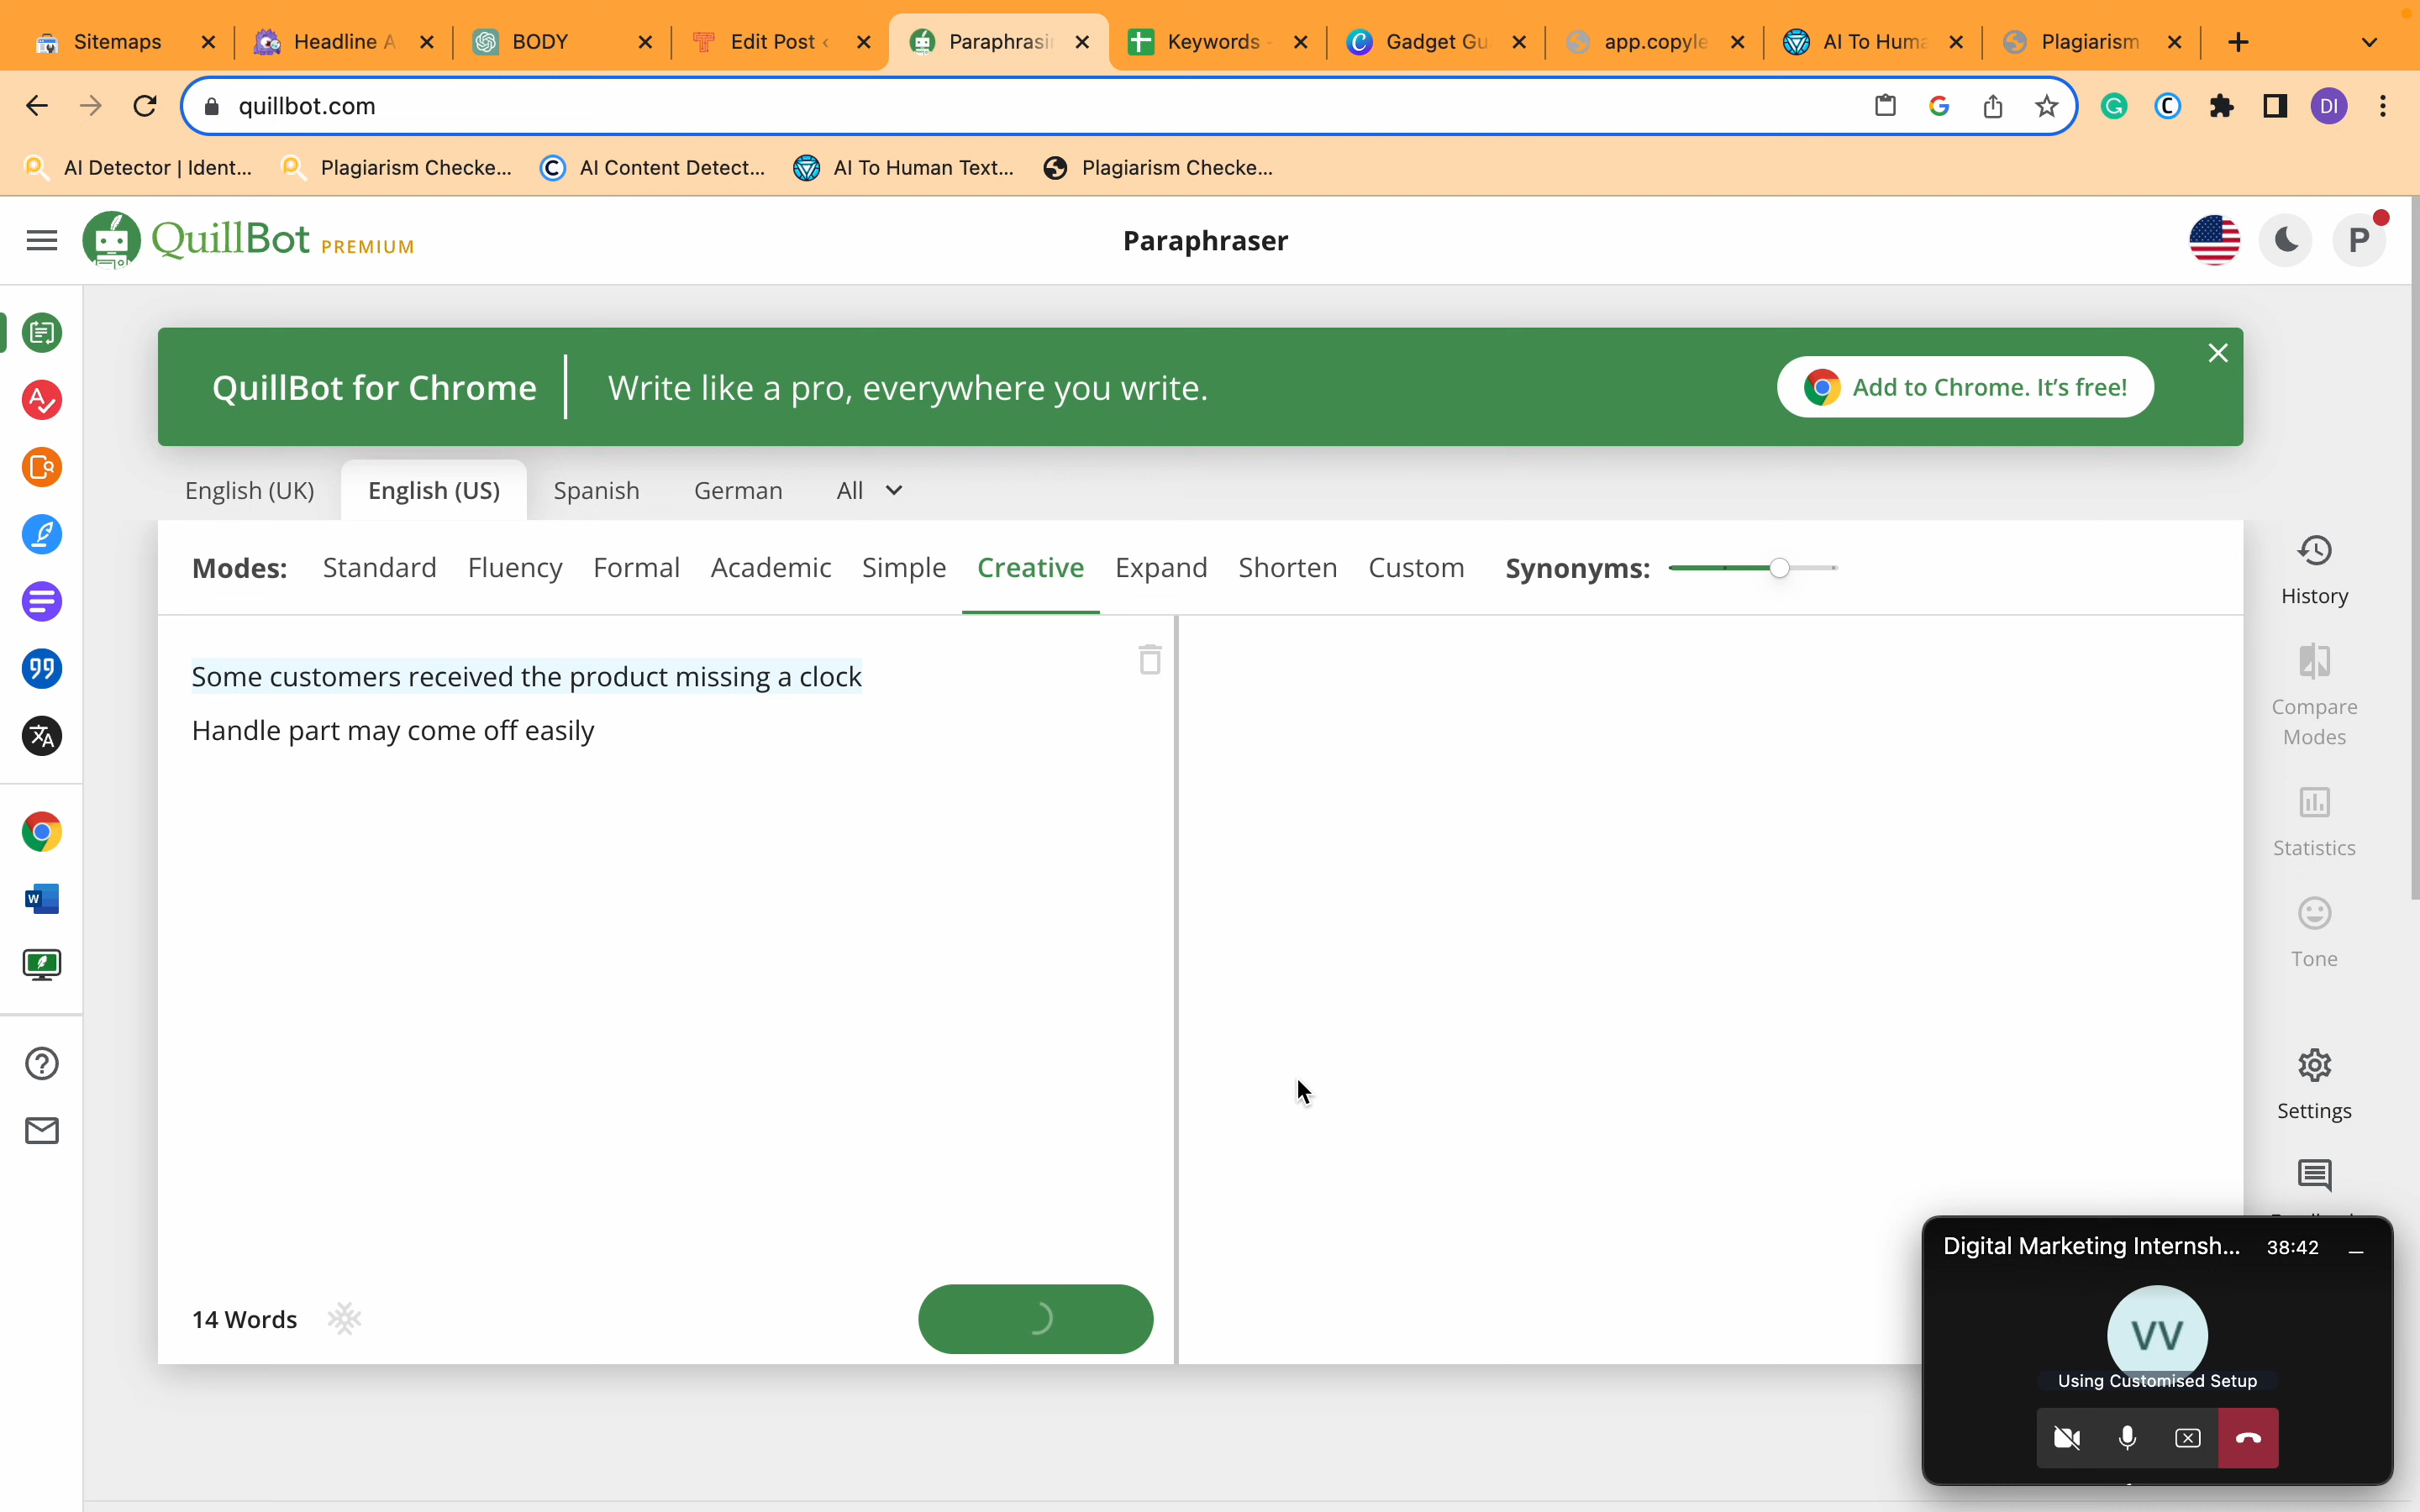 Sitemaps
Headline A
BODY
Edit Post ‹
Paraphrasin
Keywords -
Gadget Gu
app.copyle
AI To Huma
Plagiarism
quillbot.com
DI
AI Detector | Ident...
Plagiarism Checke...
AI Content Detect...
AI To Human Text...
Plagiarism Checke...
QuillBot PREMIUM
Paraphraser
P
QuillBot for Chrome
Write like a pro, everywhere you write.
Add to Chrome. It's free!
English (UK)
English (US)
Spanish
German
All
Modes:
Standard
Fluency
Formal
Academic
Simple
Creative
Expand
Shorten
Custom
Synonyms:
History
Some customers received the product missing a clock
Handle part may come off easily
Compare
Modes
Statistics
Tone
Settings
14 Words
Digital Marketing Internsh...
38:42
VV
Using Customised Setup